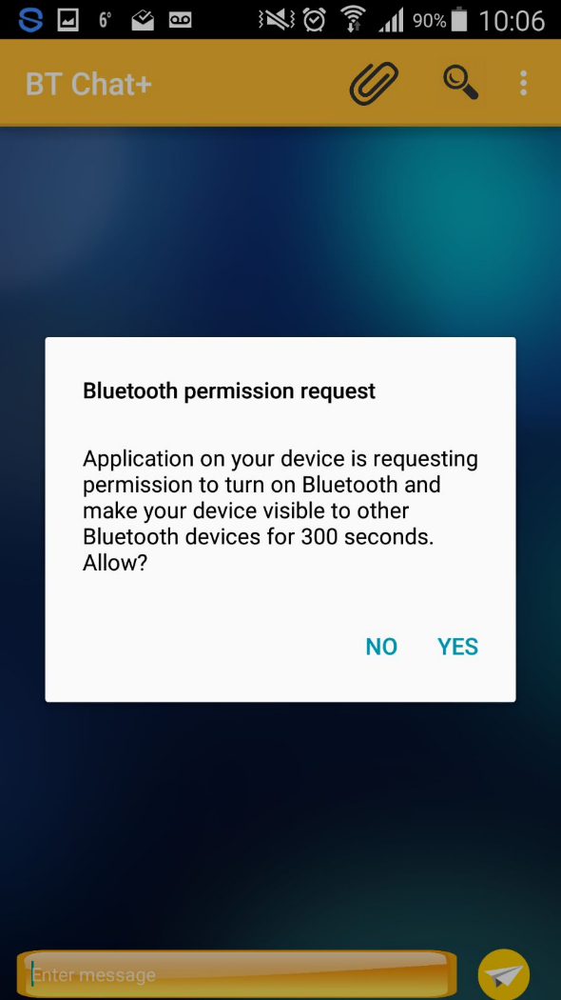 6°
90% 10:06
BT Chat+
Bluetooth permission request
Application on your device is requesting
permission to turn on Bluetooth and
make your device visible to other
Bluetooth devices for 300 seconds.
Allow?
NO YES
Enter message